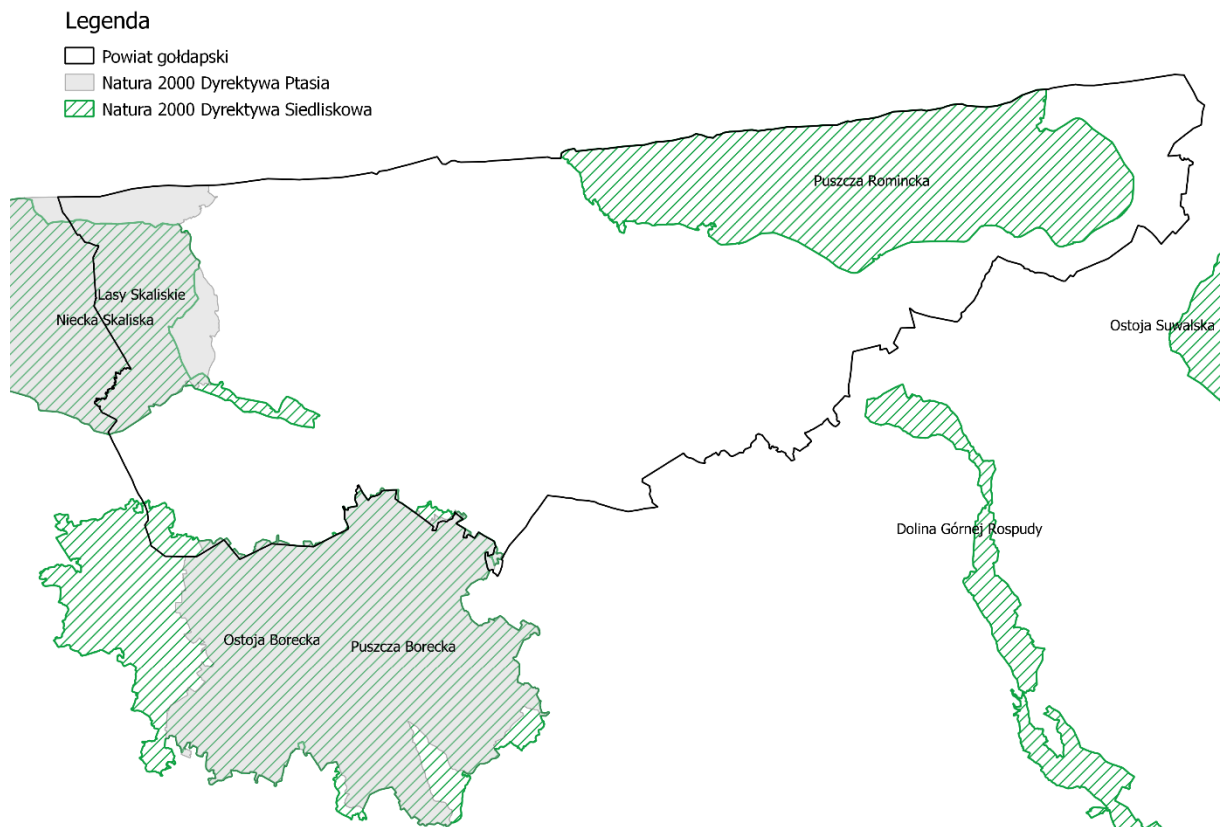 Legenda
Powiat gołdapski
Natura 2000 Dyrektywa Ptasia
Natura 2000 Dyrektywa Siedliskowa
Puszcza Romincka
Lasy Skaliskie
Niecka Skaliska
Ostoja Suwalska
Dolina Górnej Rospudy
Ostoja Borecka
Puszcza Borecka